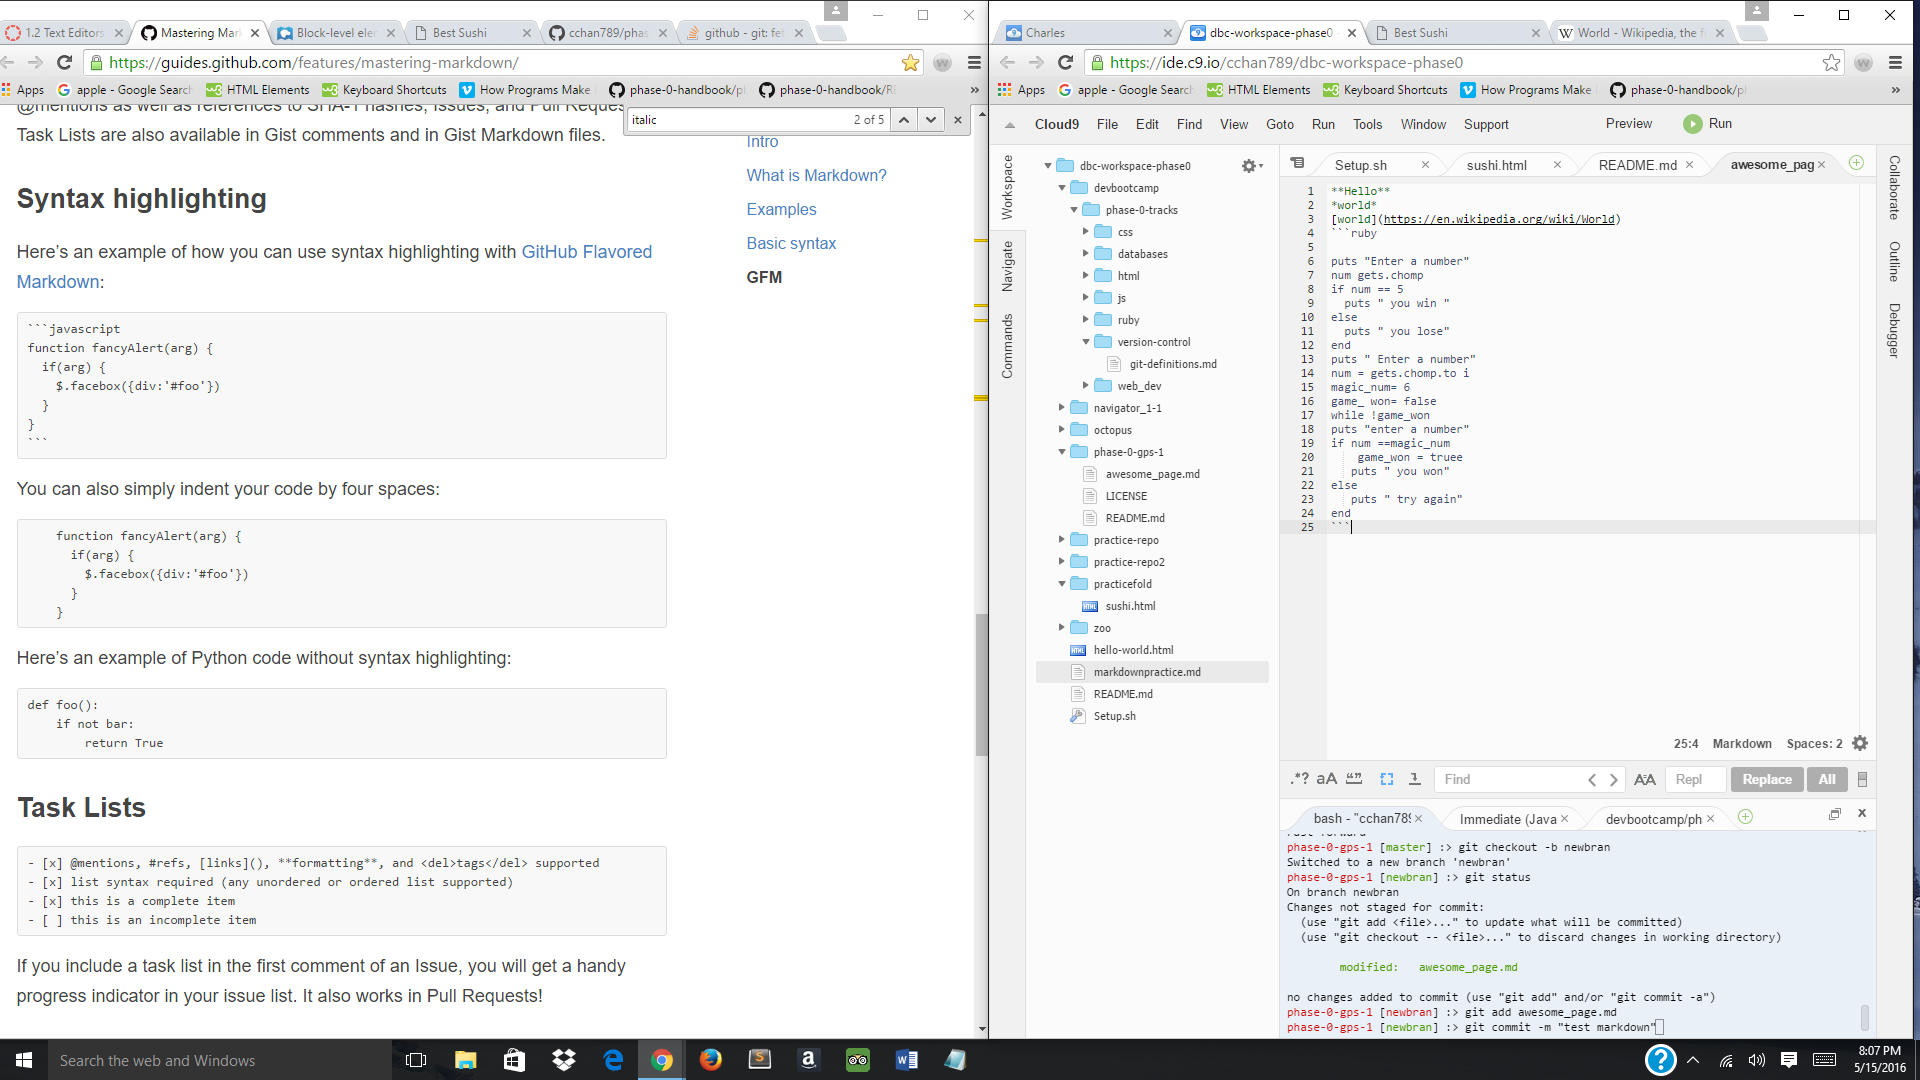 1.2 Text Editors
Mastering Mar
Block-level ele
Best Sushi
cchan789/phas
github - git: fet
https://guides.github.com/features/mastering-markdown/
Apps
apple - Google Search
HTML Elements
Keyboard Shortcuts
How Programs Make
phase-0-handbook/p
phase-0-handbook/R
»
italic
2 of 5
@mentions as well as references to SHA-1 hashes, Issues, and Pull Reques
Task Lists are also available in Gist comments and in Gist Markdown files.
Intro
What is Markdown?
Examples
Basic syntax
GFM
Syntax highlighting
Here’s an example of how you can use syntax highlighting with GitHub Flavored
Markdown:
```javascript
function fancyAlert(arg) {
  if(arg) {
    $.facebox({div:'#foo'})
  }
}
```
You can also simply indent your code by four spaces:
    function fancyAlert(arg) {
      if(arg) {
        $.facebox({div:'#foo'})
      }
    }
Here’s an example of Python code without syntax highlighting:
def foo():
    if not bar:
        return True
Task Lists
- [x] @mentions, #refs, [links](), **formatting**, and <del>tags</del> supported
- [x] list syntax required (any unordered or ordered list supported)
- [x] this is a complete item
- [ ] this is an incomplete item
If you include a task list in the first comment of an Issue, you will get a handy
progress indicator in your issue list. It also works in Pull Requests!
Charles
dbc-workspace-phase0
Best Sushi
World - Wikipedia, the f
https://ide.c9.io/cchan789/dbc-workspace-phase0
Apps
apple - Google Search
HTML Elements
Keyboard Shortcuts
How Programs Make
phase-0-handbook/p
»
Cloud9 File Edit Find View Goto Run Tools Window Support
Preview
Run
Workspace
Navigate
Commands
dbc-workspace-phase0
devbootcamp
phase-0-tracks
css
databases
html
js
ruby
version-control
git-definitions.md
web_dev
navigator_1-1
octopus
phase-0-gps-1
awesome_page.md
LICENSE
README.md
practice-repo
practice-repo2
practicefold
sushi.html
zoo
hello-world.html
markdownpractice.md
README.md
Setup.sh
Setup.sh
sushi.html
README.md
awesome_pag
1 **Hello**
2 *world*
3 [world](https://en.wikipedia.org/wiki/World)
4 ```ruby
5
6 puts "Enter a number"
7 num gets.chomp
8 if num == 5
9   puts " you win "
10 else
11   puts " you lose"
12 end
13 puts " Enter a number"
14 num = gets.chomp.to i
15 magic_num= 6
16 game_ won= false
17 while !game_won
18 puts "enter a number"
19 if num ==magic_num
20     game_won = truee
21    puts " you won"
22 else
23    puts " try again"
24 end
25 ```
Collaborate
Outline
Debugger
25:4 Markdown Spaces: 2
.*? aA “”
Find
AA
Repl
Replace
All
bash - "cchan789
Immediate (Java
devbootcamp/ph
Fast-forward
phase-0-gps-1 [master] :> git checkout -b newbran
Switched to a new branch 'newbran'
phase-0-gps-1 [newbran] :> git status
On branch newbran
Changes not staged for commit:
  (use "git add <file>..." to update what will be committed)
  (use "git checkout -- <file>..." to discard changes in working directory)
modified:   awesome_page.md
no changes added to commit (use "git add" and/or "git commit -a")
phase-0-gps-1 [newbran] :> git add awesome_page.md
phase-0-gps-1 [newbran] :> git commit -m "test markdown"
Search the web and Windows
8:07 PM
5/15/2016